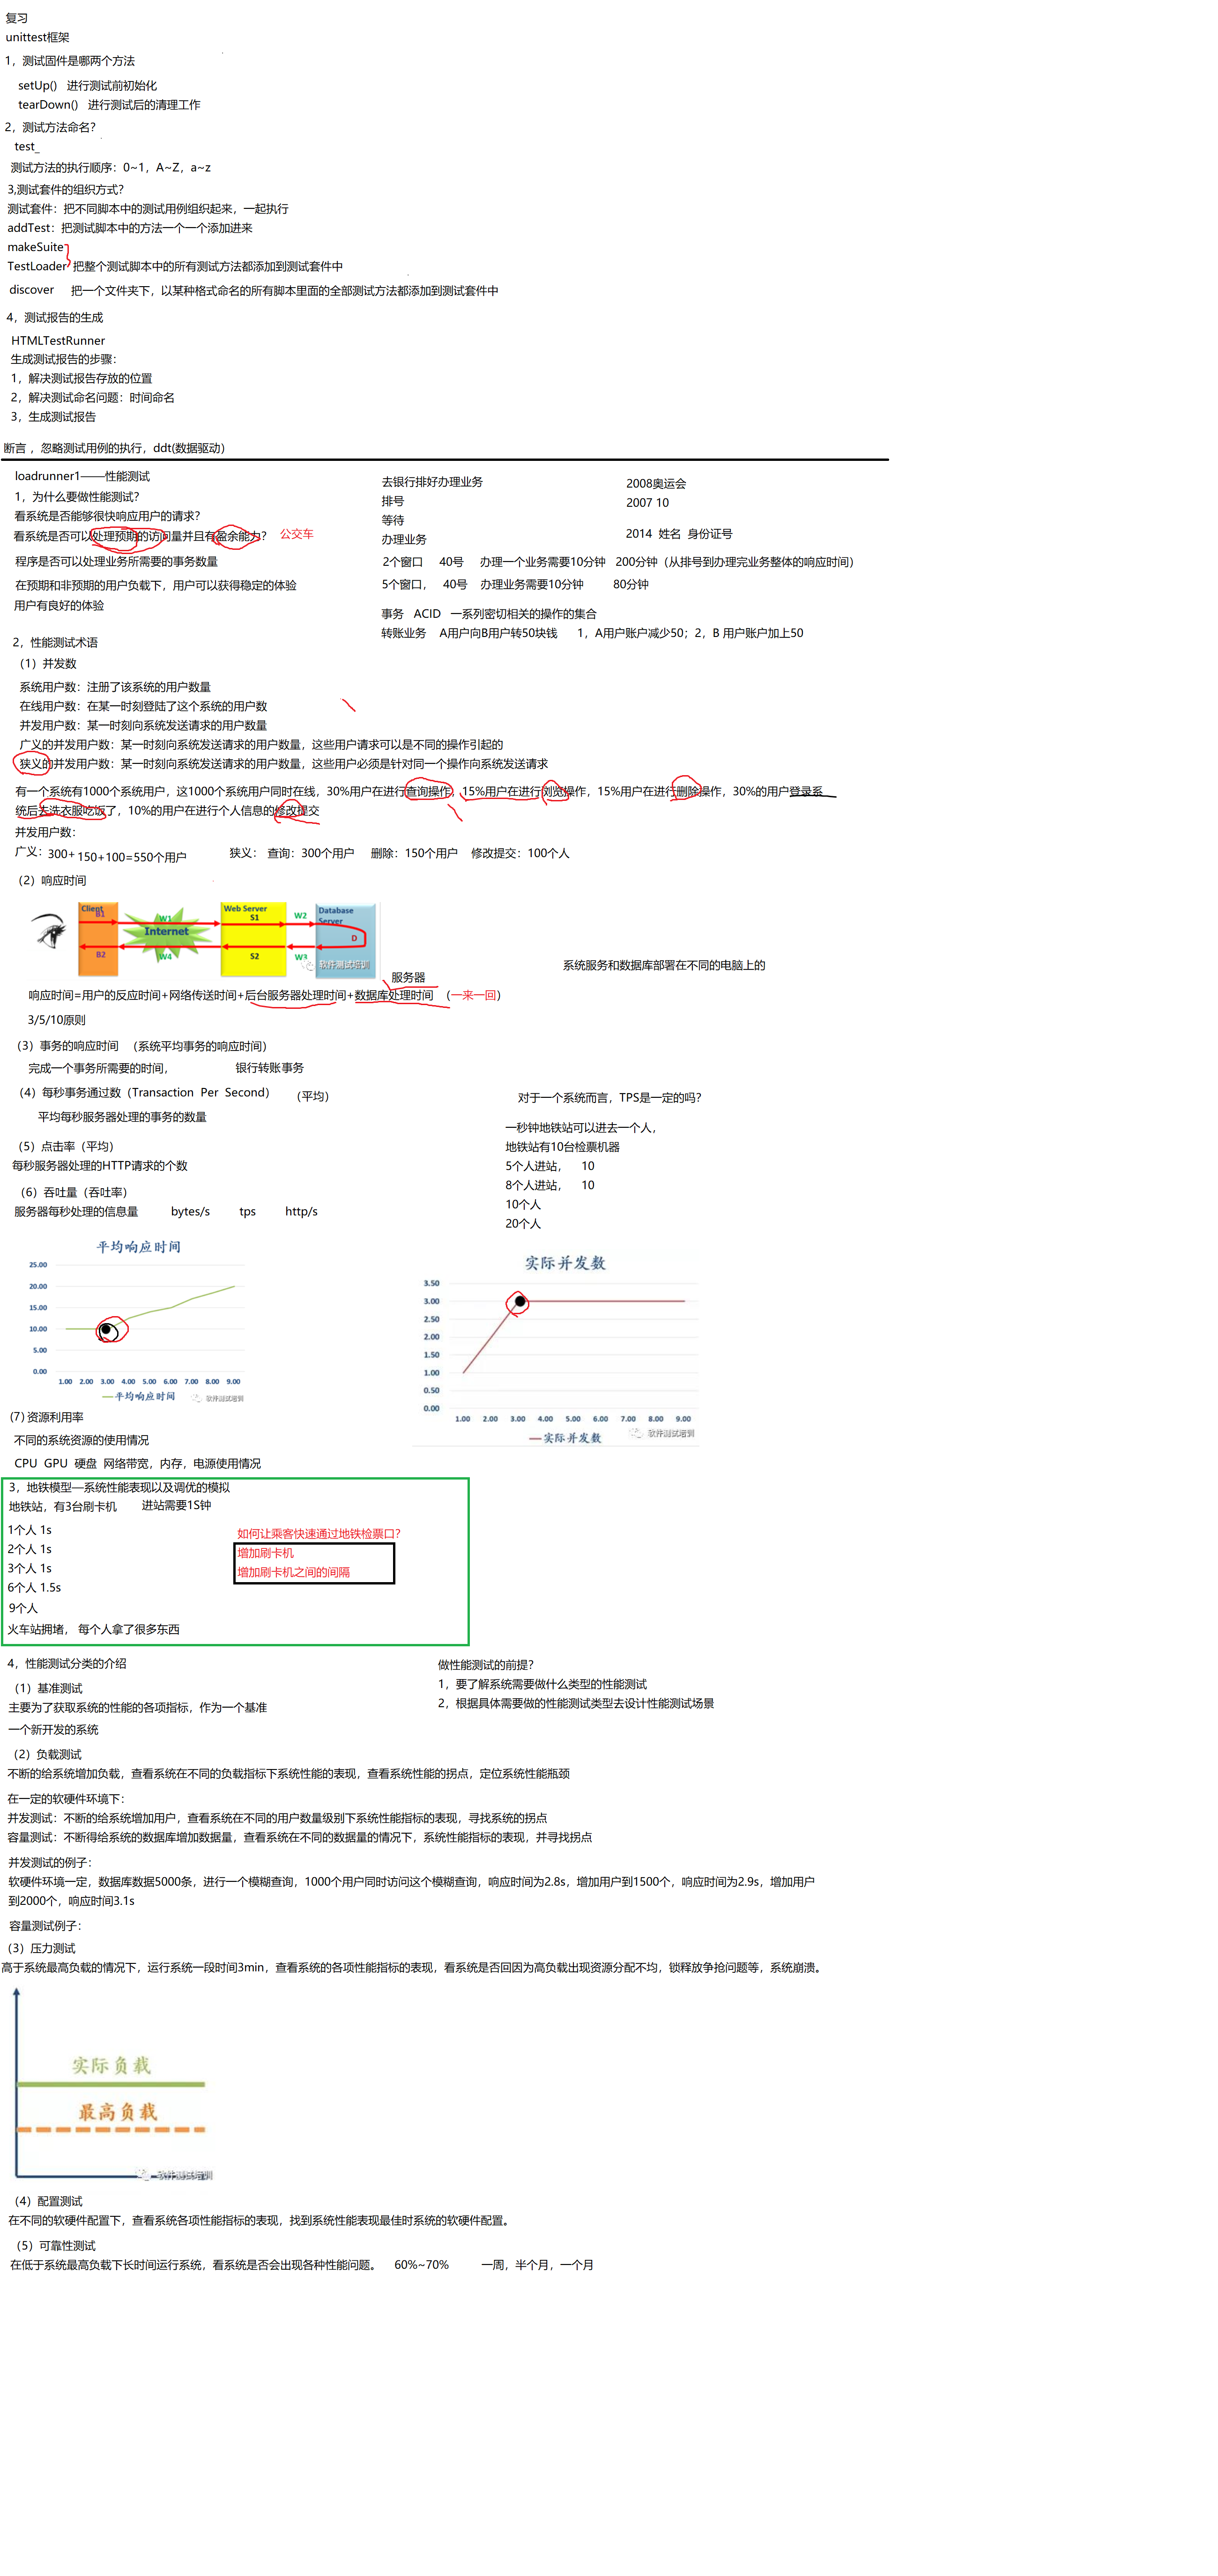 复习
unittest框架
1，测试固件是哪两个方法
setUp()   进行测试前初始化
tearDown()   进行测试后的清理工作
2，测试方法命名？
test_
测试方法的执行顺序：0~1，A~Z，a~z
3,测试套件的组织方式？
测试套件：把不同脚本中的测试用例组织起来，一起执行
addTest：把测试脚本中的方法一个一个添加进来
makeSuite
TestLoader 把整个测试脚本中的所有测试方法都添加到测试套件中
discover   把一个文件夹下，以某种格式命名的所有脚本里面的全部测试方法都添加到测试套件中
4，测试报告的生成
HTMLTestRunner
生成测试报告的步骤：
1，解决测试报告存放的位置
2，解决测试命名问题：时间命名
3，生成测试报告
断言 ，忽略测试用例的执行，ddt(数据驱动)
loadrunner1——性能测试
1，为什么要做性能测试？
看系统是否能够很快响应用户的请求？
看系统是否可以处理预期的访问量并且有盈余能力？ 公交车
程序是否可以处理业务所需要的事务数量
在预期和非预期的用户负载下，用户可以获得稳定的体验
用户有良好的体验
去银行排好办理业务
排号
等待
办理业务
2008奥运会
2007 10
2014  姓名  身份证号
2个窗口   40号   办理一个业务需要10分钟   200分钟（从排号到办理完业务整体的响应时间）
5个窗口，  40号   办理业务需要10分钟   80分钟
事务   ACID   一系列密切相关的操作的集合
转账业务   A用户向B用户转50块钱   1，A用户账户减少50；2，B 用户账户加上50
2，性能测试术语
（1）并发数
系统用户数：注册了该系统的用户数量
在线用户数：在某一时刻登陆了这个系统的用户数
并发用户数：某一时刻向系统发送请求的用户数量
广义的并发用户数：某一时刻向系统发送请求的用户数量，这些用户请求可以是不同的操作引起的
狭义的并发用户数：某一时刻向系统发送请求的用户数量，这些用户必须是针对同一个操作向系统发送请求
有一个系统有1000个系统用户，这1000个系统用户同时在线，30%用户在进行查询操作，15%用户在进行浏览操作，15%用户在进行删除操作，30%的用户登录系
统后去洗衣服吃饭了，10%的用户在进行个人信息的修改提交
并发用户数：
广义：300+150+100=550个用户   狭义： 查询：300个用户   删除：150个用户   修改提交：100个人
（2）响应时间
Client
B1
W1
Internet
Web Server
S1
W2
Database
Server
D
B2
W4
S2
W3
软件测试培训
服务器
系统服务和数据库部署在不同的电脑上的
响应时间=用户的反应时间+网络传送时间+后台服务器处理时间+数据库处理时间 （一来一回）
3/5/10原则
（3）事务的响应时间 （系统平均事务的响应时间）
完成一个事务所需要的时间，   银行转账事务
（4）每秒事务通过数（Transaction  Per  Second） （平均）
平均每秒服务器处理的事务的数量
（5）点击率（平均）
每秒服务器处理的HTTP请求的个数
（6）吞吐量（吞吐率）
服务器每秒处理的信息量   bytes/s   tps   http/s
对于一个系统而言，TPS是一定的吗？
一秒钟地铁站可以进去一个人，
地铁站有10台检票机器
5个人进站，   10
8个人进站，   10
10个人
20个人
平均响应时间
25.00
20.00
15.00
10.00
5.00
0.00
1.00 2.00 3.00 4.00 5.00 6.00 7.00 8.00 9.00
平均响应时间
软件测试培训
实际并发数
3.50
3.00
2.50
2.00
1.50
1.00
0.50
0.00
1.00 2.00 3.00 4.00 5.00 6.00 7.00 8.00 9.00
实际并发数
软件测试培训
(7) 资源利用率
不同的系统资源的使用情况
CPU  GPU  硬盘  网络带宽，内存，电源使用情况
3，地铁模型—系统性能表现以及调优的模拟
地铁站，有3台刷卡机   进站需要1S钟
1个人 1s
2个人 1s
3个人 1s
6个人 1.5s
9个人
火车站拥堵， 每个人拿了很多东西
如何让乘客快速通过地铁检票口？
增加刷卡机
增加刷卡机之间的间隔
4，性能测试分类的介绍
（1）基准测试
主要为了获取系统的性能的各项指标，作为一个基准
一个新开发的系统
做性能测试的前提？
1，要了解系统需要做什么类型的性能测试
2，根据具体需要做的性能测试类型去设计性能测试场景
（2）负载测试
不断的给系统增加负载，查看系统在不同的负载指标下系统性能的表现，查看系统性能的拐点，定位系统性能瓶颈
在一定的软硬件环境下：
并发测试：不断的给系统增加用户，查看系统在不同的用户数量级别下系统性能指标的表现，寻找系统的拐点
容量测试：不断得给系统的数据库增加数据量，查看系统在不同的数据量的情况下，系统性能指标的表现，并寻找拐点
并发测试的例子：
软硬件环境一定，数据库数据5000条，进行一个模糊查询，1000个用户同时访问这个模糊查询，响应时间为2.8s，增加用户到1500个，响应时间为2.9s，增加用户
到2000个，响应时间3.1s
容量测试例子：
（3）压力测试
高于系统最高负载的情况下，运行系统一段时间3min，查看系统的各项性能指标的表现，看系统是否回因为高负载出现资源分配不均，锁释放争抢问题等，系统崩溃。
实际负载
最高负载
软件测试培训
（4）配置测试
在不同的软硬件配置下，查看系统各项性能指标的表现，找到系统性能表现最佳时系统的软硬件配置。
（5）可靠性测试
在低于系统最高负载下长时间运行系统，看系统是否会出现各种性能问题。   60%~70%   一周，半个月，一个月